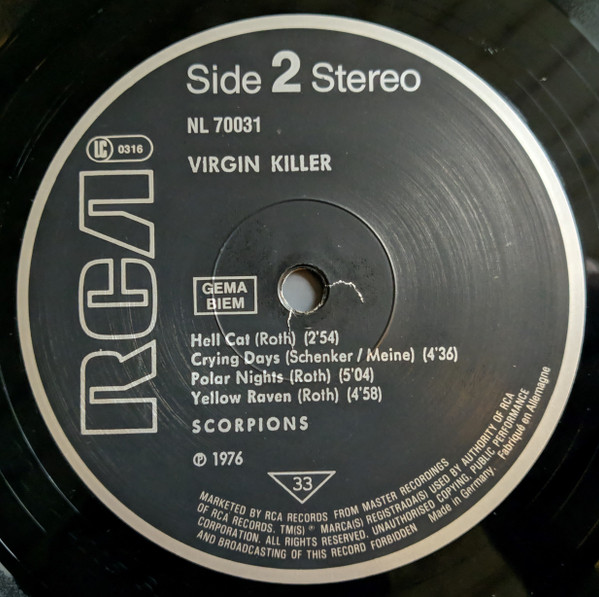 Side 2 Stereo
NL 70031
LC 0316
VIRGIN KILLER
RCA
GEMA
BIEM
Hell Cat (Roth) (2'54)
Crying Days (Schenker / Meine) (4'36)
Polar Nights (Roth) (5'04)
Yellow Raven (Roth) (4'58)
SCORPIONS
℗ 1976
33
MARKETED BY RCA RECORDS FROM MASTER RECORDINGS
OF RCA RECORDS. TM(S) ® MARCA(S) REGISTRADA(S) USED BY AUTHORITY OF RCA
CORPORATION. ALL RIGHTS RESERVED. UNAUTHORISED COPYING, PUBLIC PERFORMANCE
AND BROADCASTING OF THIS RECORD FORBIDDEN Made in Germany. Fabriqué en Allemagne